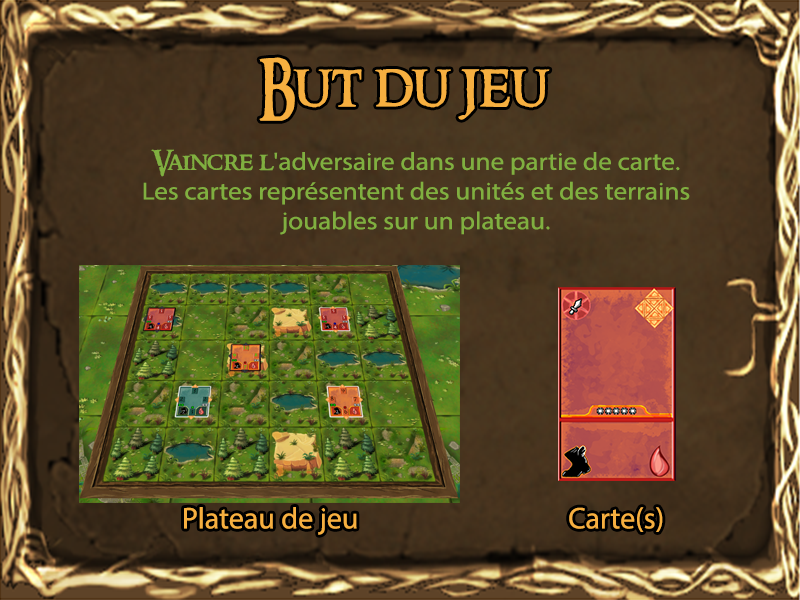 But du jeu
Vaincre l'adversaire dans une partie de carte.
Les cartes représentent des unités et des terrains
jouables sur un plateau.
Plateau de jeu
Carte(s)